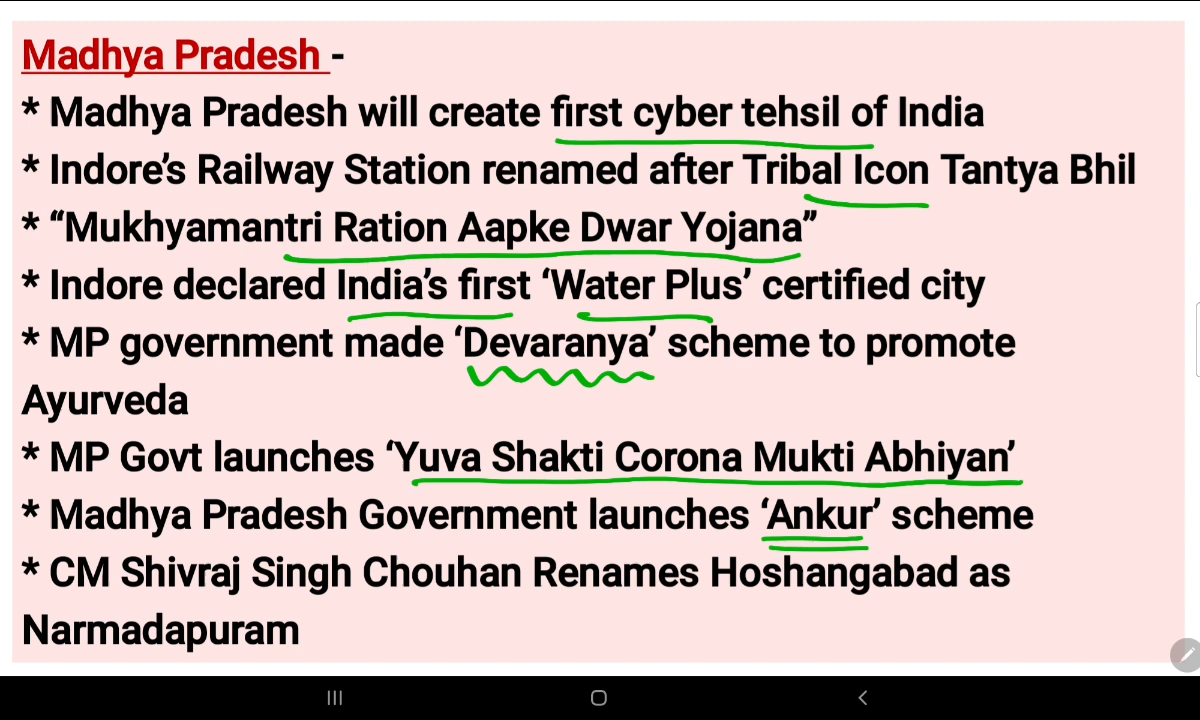 Madhya Pradesh -
* Madhya Pradesh will create first cyber tehsil of India
* Indore’s Railway Station renamed after Tribal Icon Tantya Bhil
* “Mukhyamantri Ration Aapke Dwar Yojana”
* Indore declared India’s first ‘Water Plus’ certified city
* MP government made ‘Devaranya’ scheme to promote
Ayurveda
* MP Govt launches ‘Yuva Shakti Corona Mukti Abhiyan’
* Madhya Pradesh Government launches ‘Ankur’ scheme
* CM Shivraj Singh Chouhan Renames Hoshangabad as
Narmadapuram